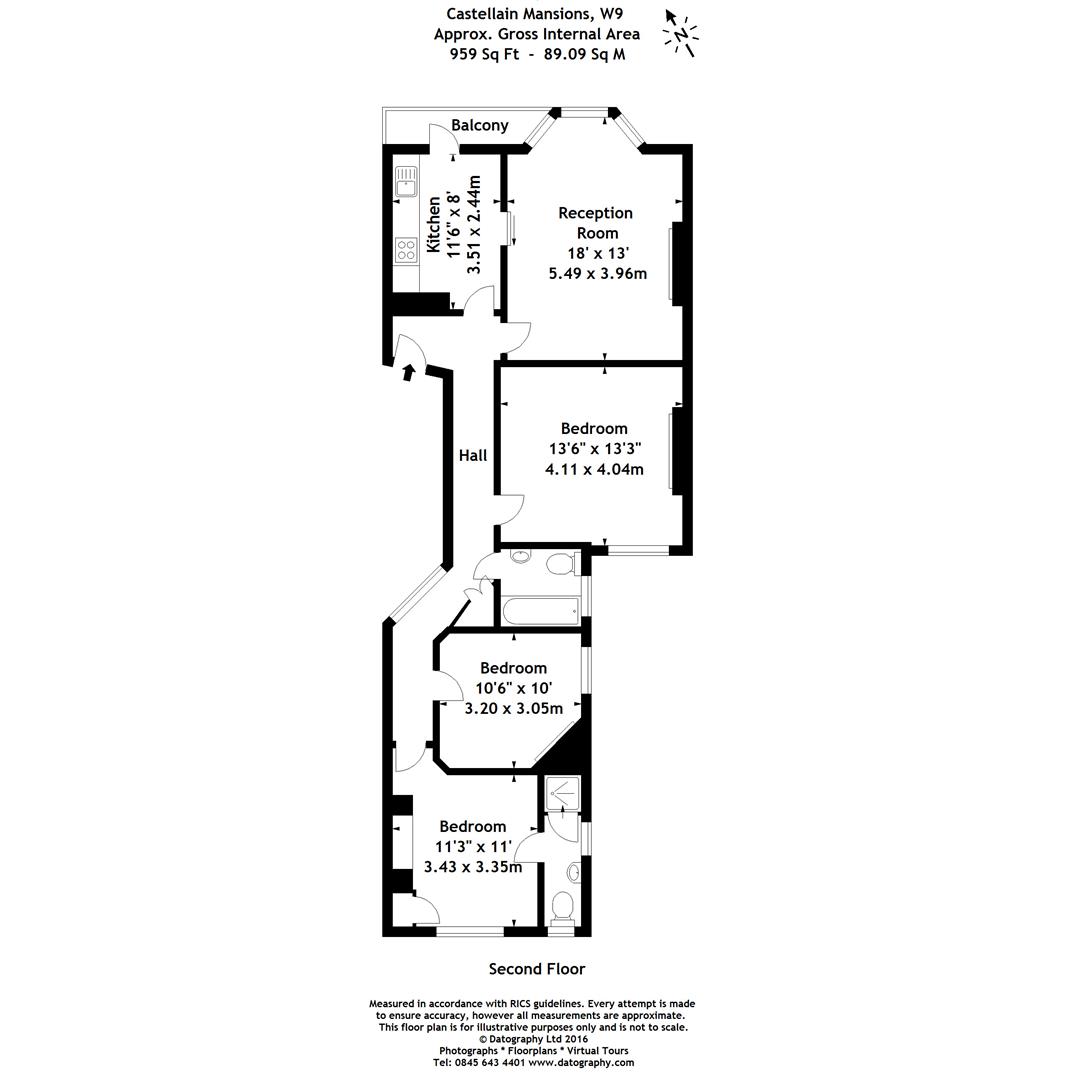 Castellain Mansions, W9
Approx. Gross Internal Area
959 Sq Ft - 89.09 Sq M
N
Balcony
Kitchen
11'6" x 8'
3.51 x 2.44m
Reception
Room
18' x 13'
5.49 x 3.96m
Bedroom
13'6" x 13'3"
4.11 x 4.04m
Hall
Bedroom
10'6" x 10'
3.20 x 3.05m
Bedroom
11'3" x 11'
3.43 x 3.35m
Second Floor
Measured in accordance with RICS guidelines. Every attempt is made
to ensure accuracy, however all measurements are approximate.
This floor plan is for illustrative purposes only and is not to scale.
© Datography Ltd 2016
Photographs * Floorplans * Virtual Tours
Tel: 0845 643 4401 www.datography.com